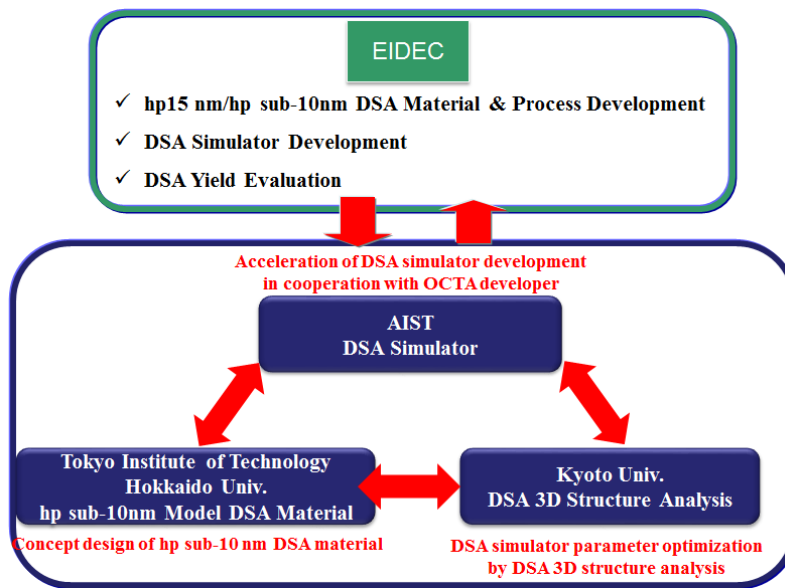 EIDEC
✓ hp15 nm/hp sub-10nm DSA Material & Process Development
✓ DSA Simulator Development
✓ DSA Yield Evaluation
Acceleration of DSA simulator development
in cooperation with OCTA developer
AIST
DSA Simulator
Tokyo Institute of Technology
Hokkaido Univ.
hp sub-10nm Model DSA Material
Concept design of hp sub-10 nm DSA material
Kyoto Univ.
DSA 3D Structure Analysis
DSA simulator parameter optimization
by DSA 3D structure analysis